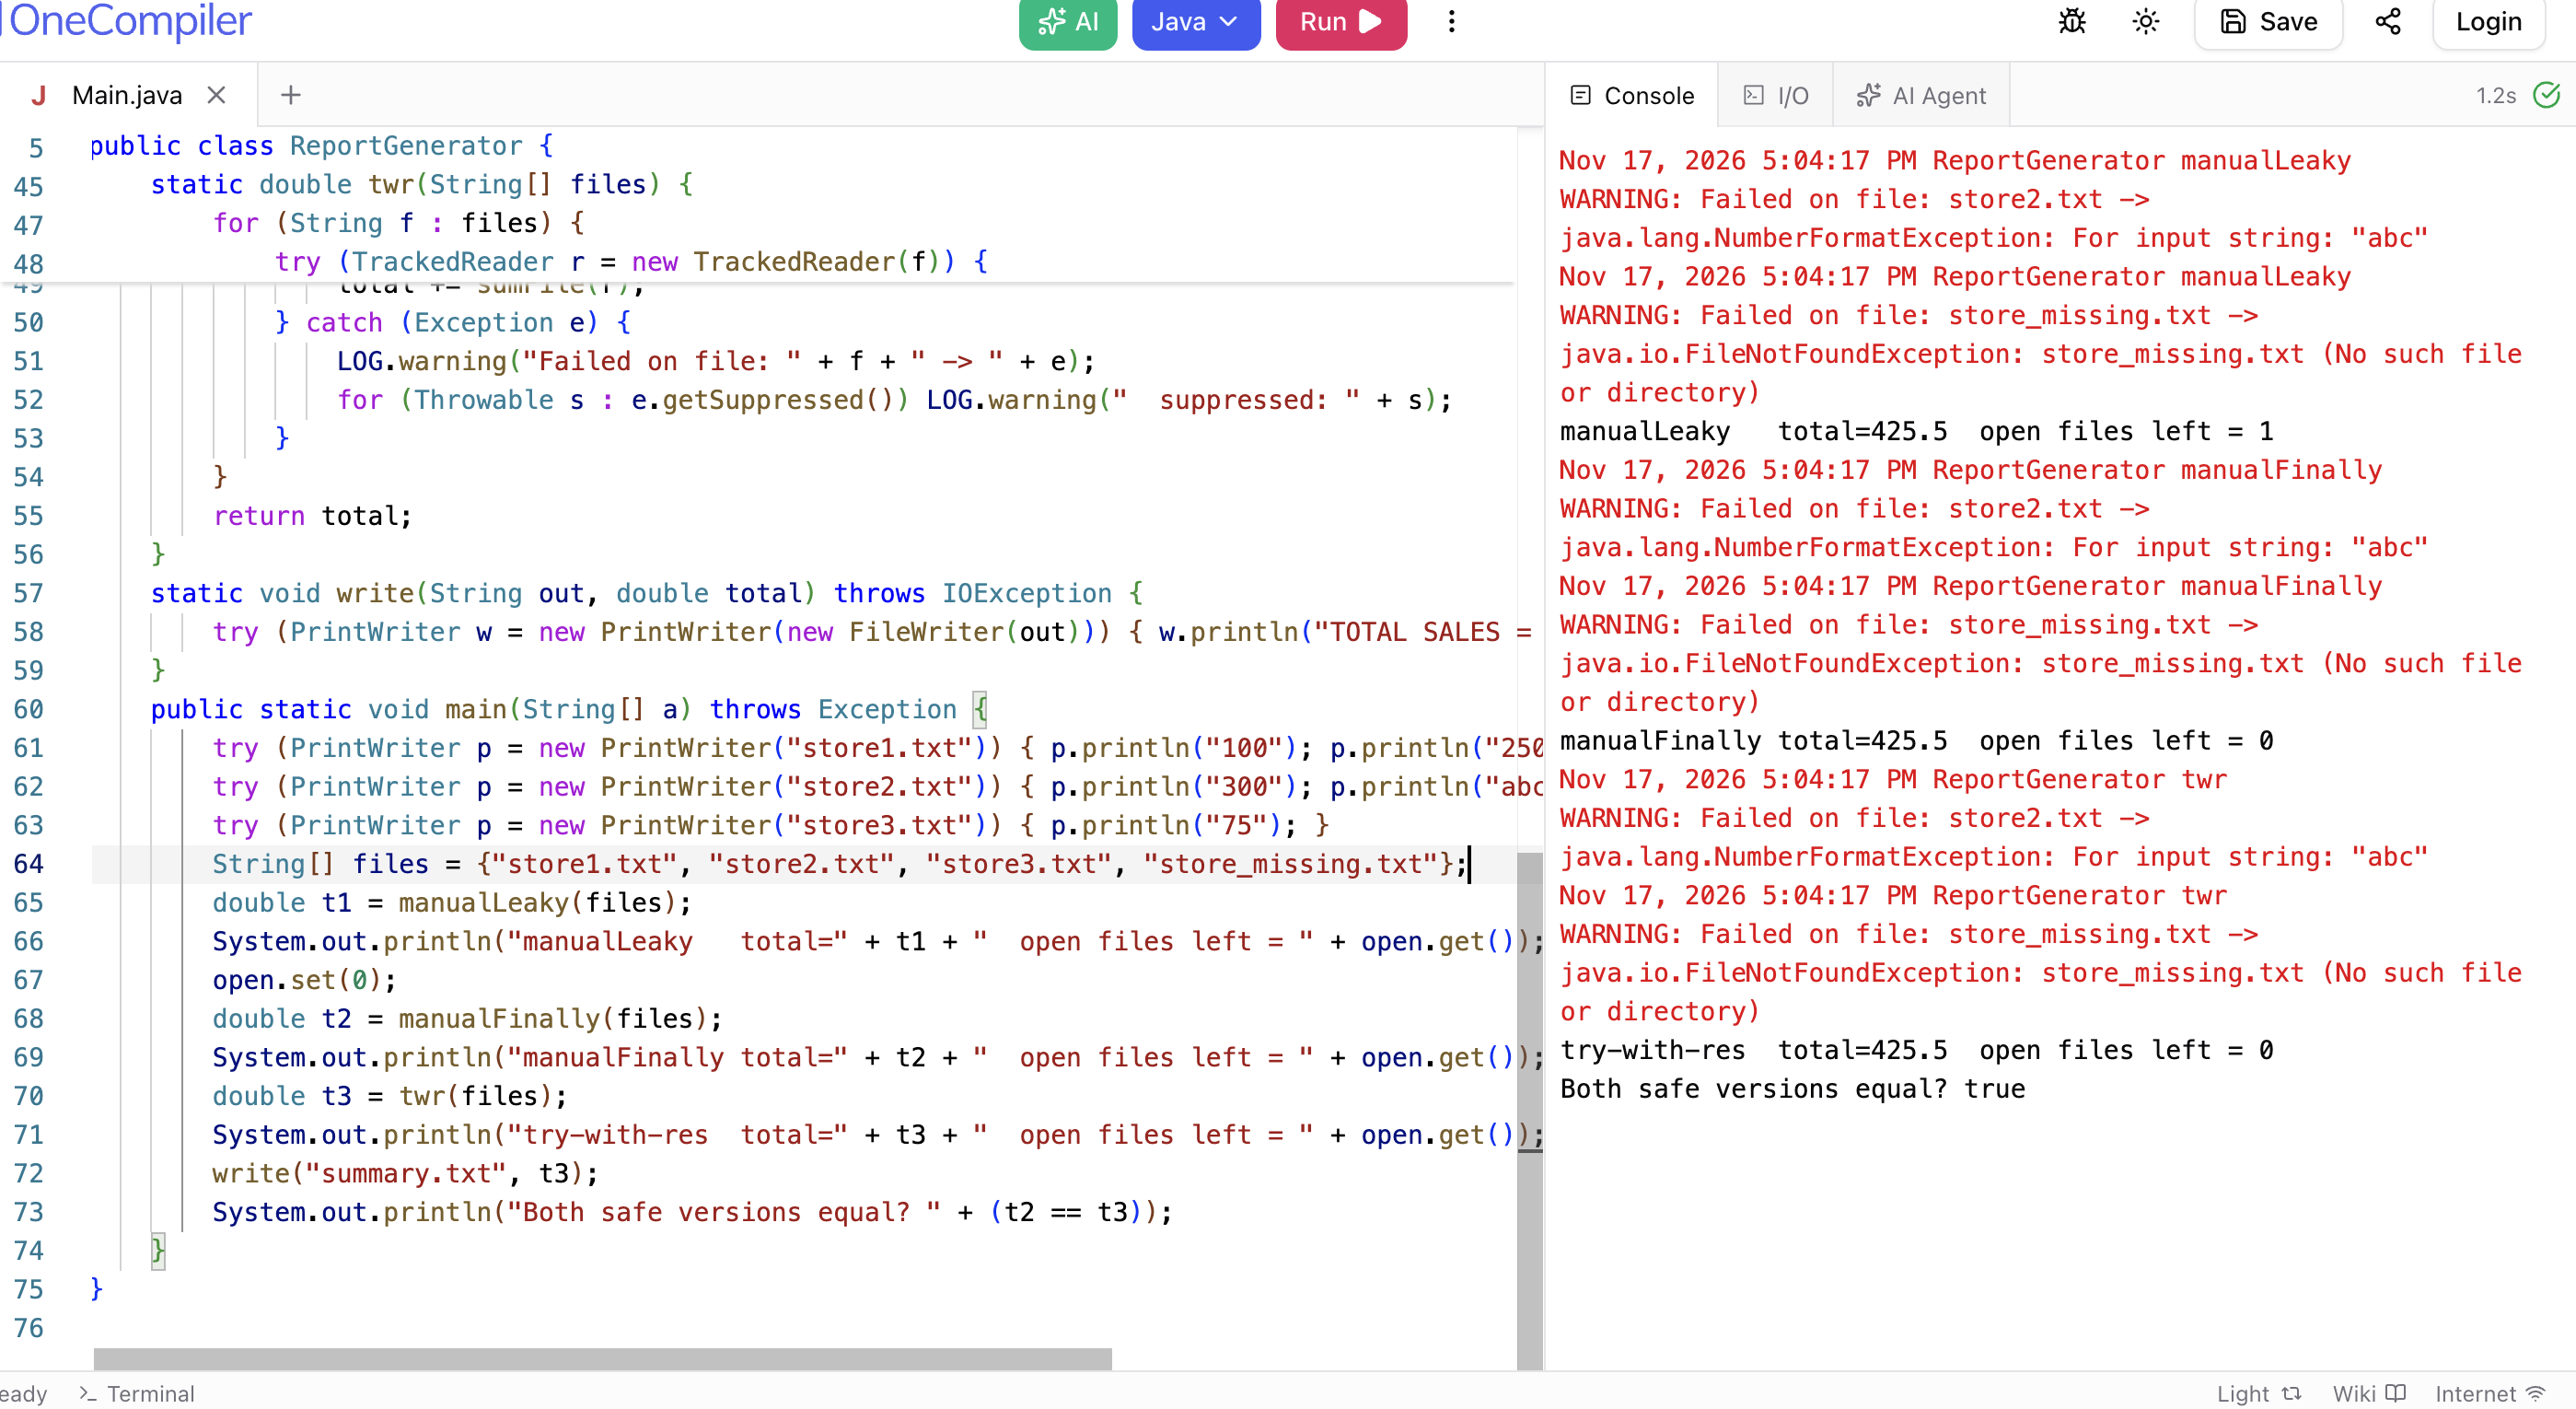 OneCompiler
AI
Java
Run
Save
Login
J Main.java
Console
I/O
AI Agent
1.2s
5 public class ReportGenerator {
45 static double twr(String[] files) {
47 for (String f : files) {
48 try (TrackedReader r = new TrackedReader(f)) {
49 total += sumFile(f);
50 } catch (Exception e) {
51 LOG.warning("Failed on file: " + f + " -> " + e);
52 for (Throwable s : e.getSuppressed()) LOG.warning("  suppressed: " + s);
53 }
54 }
55 return total;
56 }
57 static void write(String out, double total) throws IOException {
58 try (PrintWriter w = new PrintWriter(new FileWriter(out))) { w.println("TOTAL SALES =
59 }
60 public static void main(String[] a) throws Exception {
61 try (PrintWriter p = new PrintWriter("store1.txt")) { p.println("100"); p.println("250
62 try (PrintWriter p = new PrintWriter("store2.txt")) { p.println("300"); p.println("abc
63 try (PrintWriter p = new PrintWriter("store3.txt")) { p.println("75"); }
64 String[] files = {"store1.txt", "store2.txt", "store3.txt", "store_missing.txt"};
65 double t1 = manualLeaky(files);
66 System.out.println("manualLeaky   total=" + t1 + "  open files left = " + open.get());
67 open.set(0);
68 double t2 = manualFinally(files);
69 System.out.println("manualFinally total=" + t2 + "  open files left = " + open.get());
70 double t3 = twr(files);
71 System.out.println("try-with-res  total=" + t3 + "  open files left = " + open.get());
72 write("summary.txt", t3);
73 System.out.println("Both safe versions equal? " + (t2 == t3));
74 }
75 }
76
Nov 17, 2026 5:04:17 PM ReportGenerator manualLeaky
WARNING: Failed on file: store2.txt ->
java.lang.NumberFormatException: For input string: "abc"
Nov 17, 2026 5:04:17 PM ReportGenerator manualLeaky
WARNING: Failed on file: store_missing.txt ->
java.io.FileNotFoundException: store_missing.txt (No such file
or directory)
manualLeaky   total=425.5  open files left = 1
Nov 17, 2026 5:04:17 PM ReportGenerator manualFinally
WARNING: Failed on file: store2.txt ->
java.lang.NumberFormatException: For input string: "abc"
Nov 17, 2026 5:04:17 PM ReportGenerator manualFinally
WARNING: Failed on file: store_missing.txt ->
java.io.FileNotFoundException: store_missing.txt (No such file
or directory)
manualFinally total=425.5  open files left = 0
Nov 17, 2026 5:04:17 PM ReportGenerator twr
WARNING: Failed on file: store2.txt ->
java.lang.NumberFormatException: For input string: "abc"
Nov 17, 2026 5:04:17 PM ReportGenerator twr
WARNING: Failed on file: store_missing.txt ->
java.io.FileNotFoundException: store_missing.txt (No such file
or directory)
try-with-res  total=425.5  open files left = 0
Both safe versions equal? true
eady
Terminal
Light
Wiki
Internet